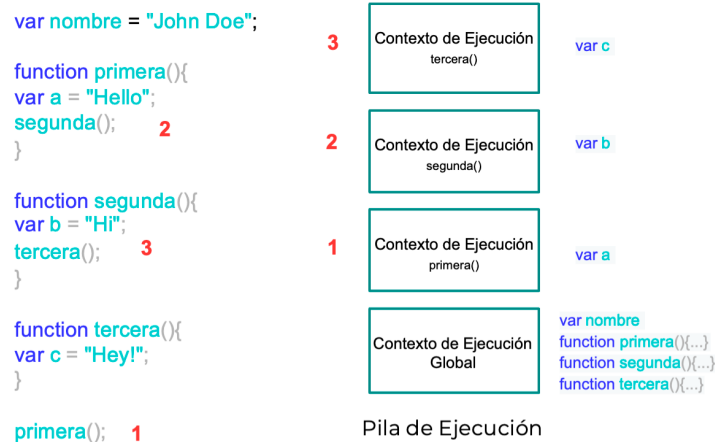 var nombre = "John Doe";
function primera(){
var a = "Hello";
segunda();
2
}
function segunda(){
var b = "Hi";
tercera();
3
}
function tercera(){
var c = "Hey!";
}
primera();
1
3
Contexto de Ejecución
tercera()
var c
2
Contexto de Ejecución
segunda()
var b
1
Contexto de Ejecución
primera()
var a
Contexto de Ejecución
Global
var nombre
function primera(){...}
function segunda(){...}
function tercera(){...}
Pila de Ejecución